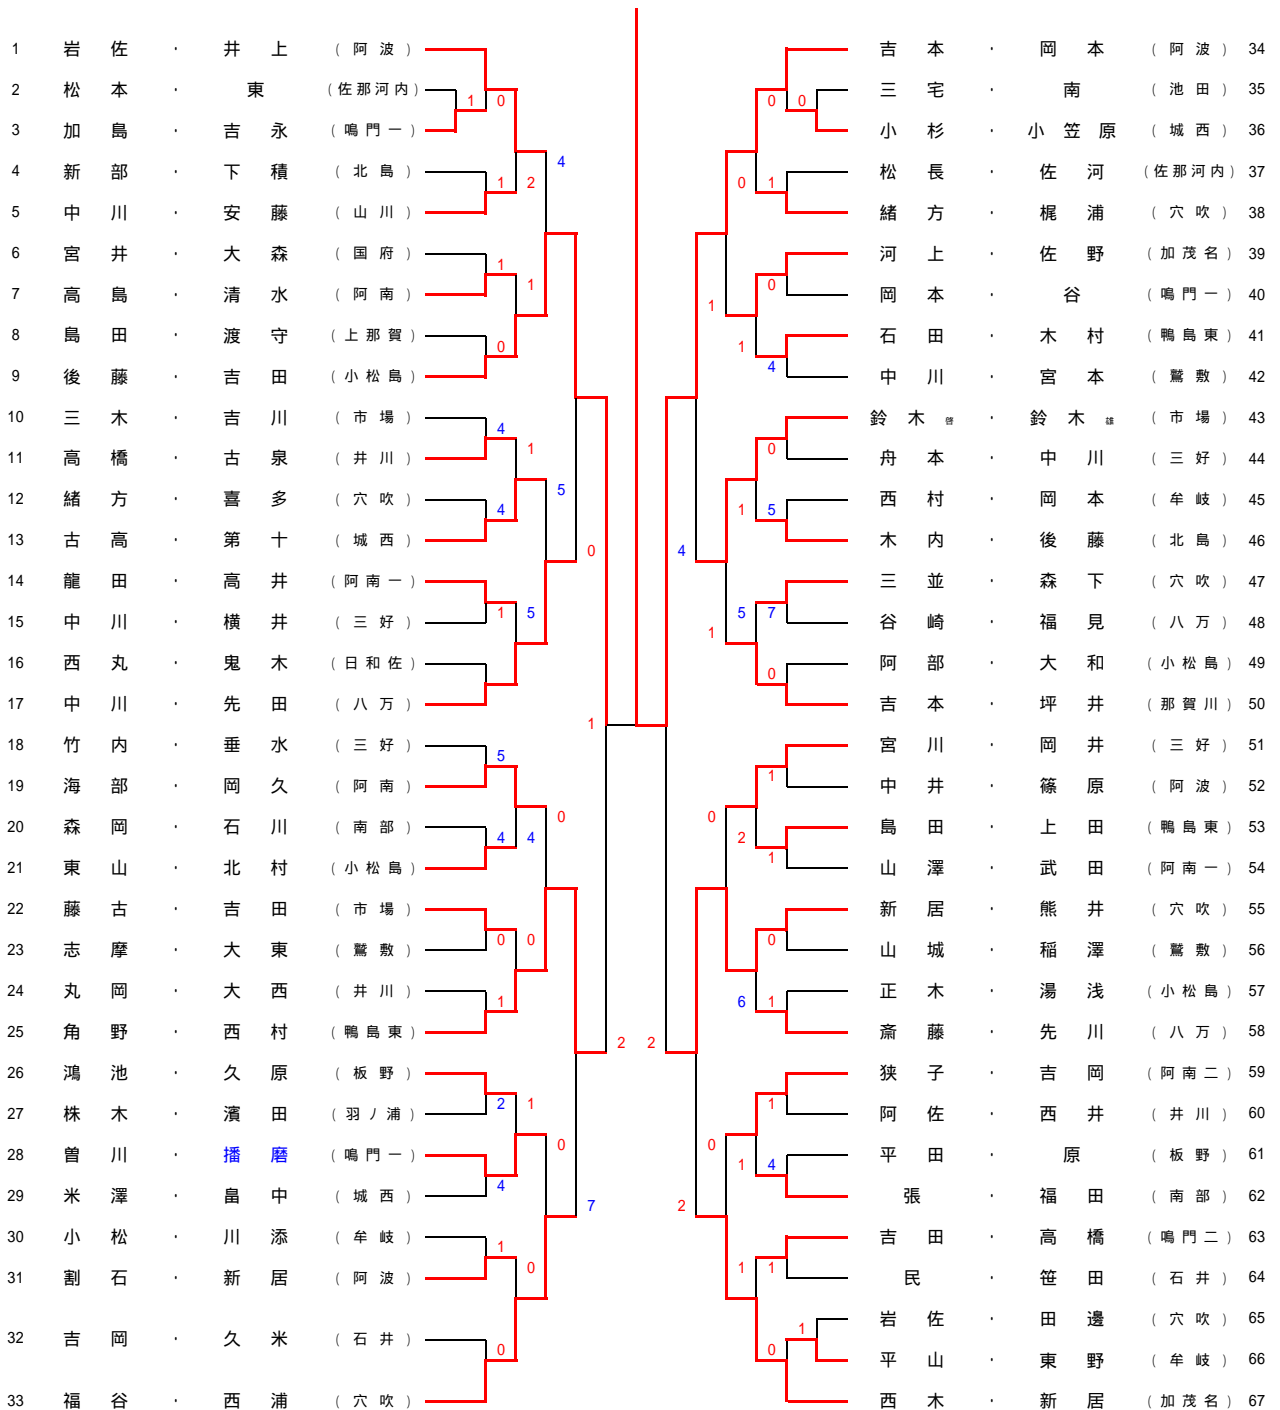 1 岩佐・井上 (阿波)
2 松本・東 (佐那河内)
3 加島・吉永 (鳴門一)
4 新部・下積 (北島)
5 中川・安藤 (山川)
6 宮井・大森 (国府)
7 高島・清水 (阿南)
8 島田・渡守 (上那賀)
9 後藤・吉田 (小松島)
10 三木・吉川 (市場)
11 高橋・古泉 (井川)
12 緒方・喜多 (穴吹)
13 古高・第十 (城西)
14 龍田・高井 (阿南一)
15 中川・横井 (三好)
16 西丸・鬼木 (日和佐)
17 中川・先田 (八万)
18 竹内・垂水 (三好)
19 海部・岡久 (阿南)
20 森岡・石川 (南部)
21 東山・北村 (小松島)
22 藤古・吉田 (市場)
23 志摩・大東 (鷲敷)
24 丸岡・大西 (井川)
25 角野・西村 (鴨島東)
26 鴻池・久原 (板野)
27 株木・濱田 (羽ノ浦)
28 曽川・播磨 (鳴門一)
29 米澤・畠中 (城西)
30 小松・川添 (牟岐)
31 割石・新居 (阿波)
32 吉岡・久米 (石井)
33 福谷・西浦 (穴吹)
1 0
4
1 2
1
1
0
4
1
5
4
0
1 5
1
5
0
4 4
0 0
1
2
2 1
0
4
7
1
0
0
吉本・岡本 (阿波) 34
三宅・南 (池田) 35
小杉・小笠原 (城西) 36
松長・佐河 (佐那河内) 37
緒方・梶浦 (穴吹) 38
河上・佐野 (加茂名) 39
岡本・谷 (鳴門一) 40
石田・木村 (鴨島東) 41
中川・宮本 (鷲敷) 42
鈴木啓・鈴木雄 (市場) 43
舟本・中川 (三好) 44
西村・岡本 (牟岐) 45
木内・後藤 (北島) 46
三並・森下 (穴吹) 47
谷崎・福見 (八万) 48
阿部・大和 (小松島) 49
吉本・坪井 (那賀川) 50
宮川・岡井 (三好) 51
中井・篠原 (阿波) 52
島田・上田 (鴨島東) 53
山澤・武田 (阿南一) 54
新居・熊井 (穴吹) 55
山城・稲澤 (鷲敷) 56
正木・湯浅 (小松島) 57
斎藤・先川 (八万) 58
狭子・吉岡 (阿南二) 59
阿佐・西井 (井川) 60
平田・原 (板野) 61
張・福田 (南部) 62
吉田・高橋 (鳴門二) 63
民・笹田 (石井) 64
岩佐・田邊 (穴吹) 65
平山・東野 (牟岐) 66
西木・新居 (加茂名) 67
0 0
0 1
0
1
1
4
0
1 5
4
5 7
1
0
1
0
2
1
0
6 1
2
1
0
1 4
2
1 1
1
0